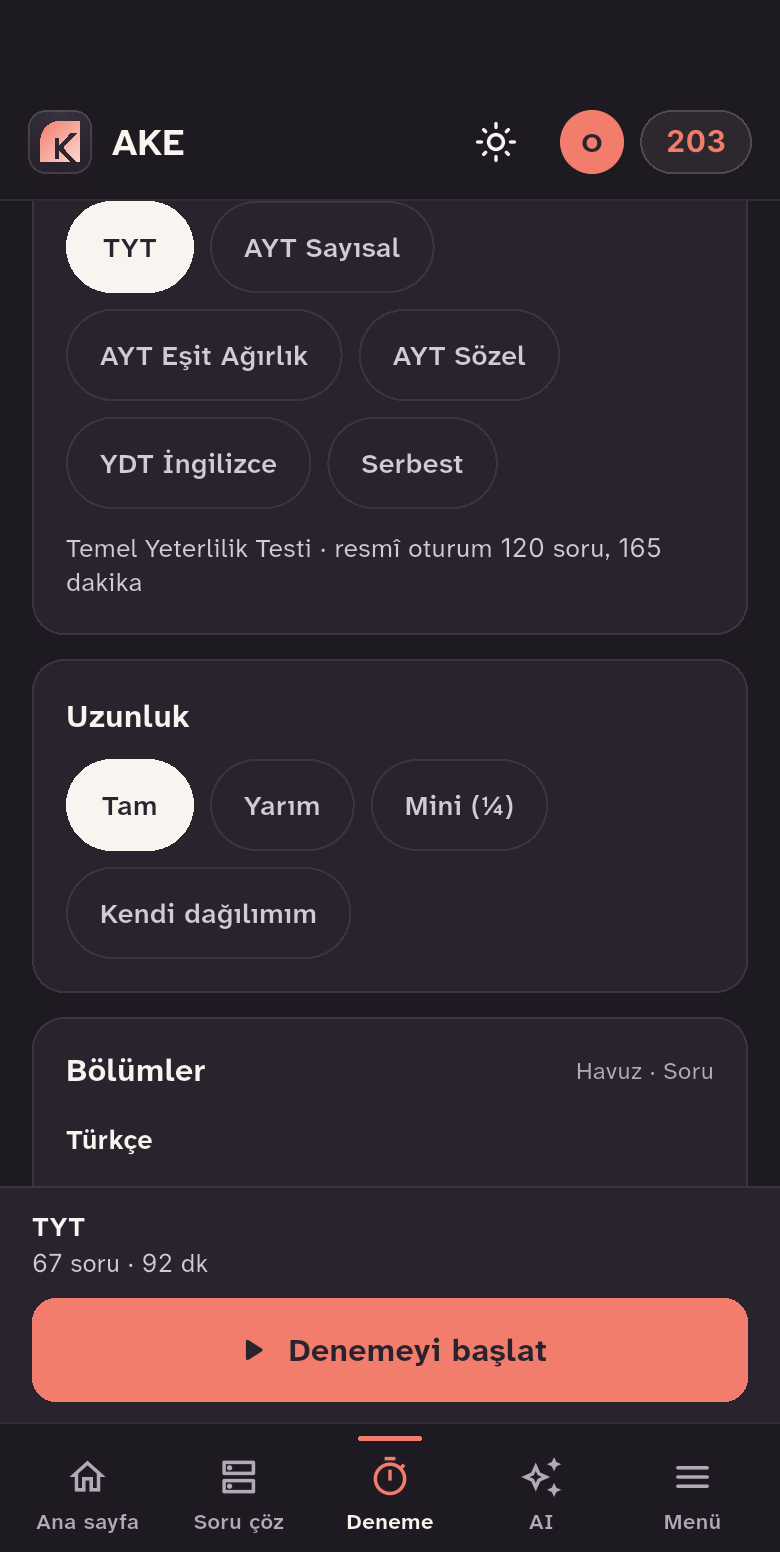 K
AKE
O
203
TYT
AYT Sayısal
AYT Eşit Ağırlık
AYT Sözel
YDT İngilizce
Serbest
Temel Yeterlilik Testi · resmî oturum 120 soru, 165
dakika
Uzunluk
Tam
Yarım
Mini (¼)
Kendi dağılımım
Bölümler
Havuz · Soru
Türkçe
TYT
67 soru · 92 dk
Denemeyi başlat
Ana sayfa
Soru çöz
Deneme
AI
Menü